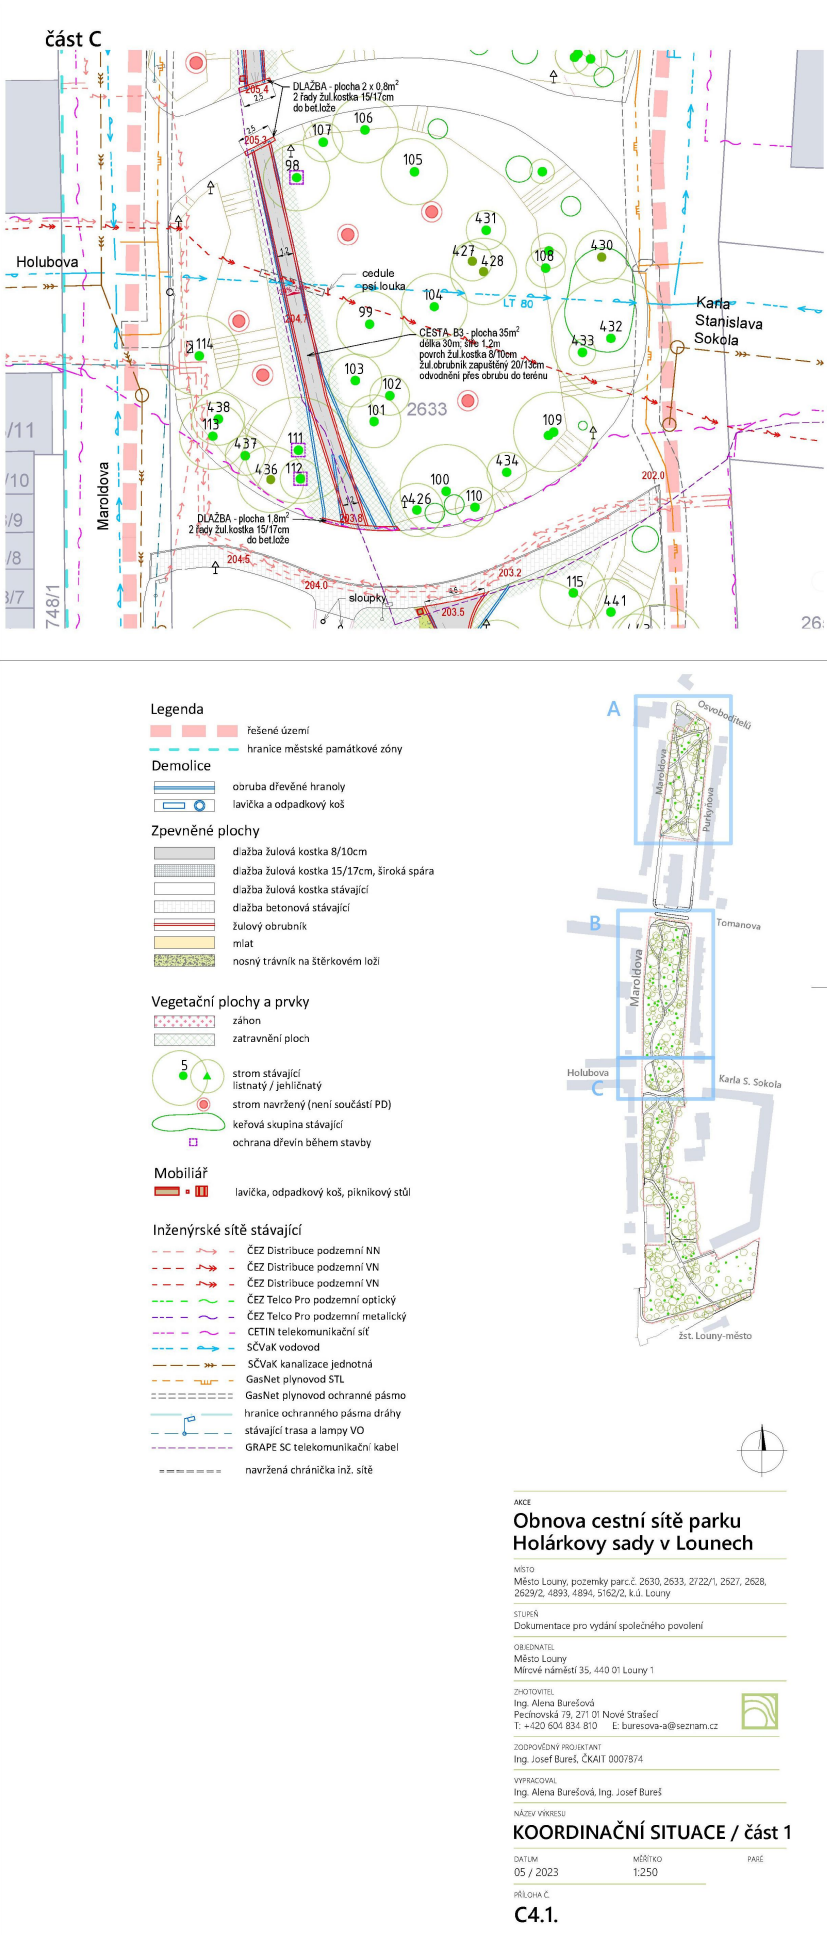 část C
205.4
2.5
DLAŽBA - plocha 2 x 0,8m²
2 řady žul.kostka 15/17cm
do bet.lože
2.5
205.3
107
106
98
105
431
427
428
108
430
Holubova
1.2
cedule
psí louka
104
LT 80
Karla
Stanislava
Sokola
204.7
99
CESTA B3 - plocha 35m²
délka 30m; šíře 1,2m
povrch žul.kostka 8/10cm
žul.obrubník zapuštěný 20/13cm
odvodnění přes obrubu do terénu
432
433
114
103
102
101
2633
438
113
109
/11
437
111
436
112
434
/10
100
202.0
Maroldova
426
110
DLAŽBA - plocha 1,8m²
2 řady žul.kostka 15/17cm
do bet.lože
203.8
/9
/8
204.5
204.0
203.2
115
3/7
748/1
sloupky
203.5
441
26
Legenda
řešené území
hranice městské památkové zóny
Demolice
obruba dřevěné hranoly
lavička a odpadkový koš
Zpevněné plochy
dlažba žulová kostka 8/10cm
dlažba žulová kostka 15/17cm, široká spára
dlažba žulová kostka stávající
dlažba betonová stávající
žulový obrubník
mlat
nosný trávník na štěrkovém loži
Vegetační plochy a prvky
záhon
zatravnění ploch
5
strom stávající
listnatý / jehličnatý
strom navržený (není součástí PD)
keřová skupina stávající
ochrana dřevin během stavby
Mobiliář
lavička, odpadkový koš, piknikový stůl
Inženýrské sítě stávající
ČEZ Distribuce podzemní NN
ČEZ Distribuce podzemní VN
ČEZ Distribuce podzemní VN
ČEZ Telco Pro podzemní optický
ČEZ Telco Pro podzemní metalický
CETIN telekomunikační síť
SČVaK vodovod
SČVaK kanalizace jednotná
GasNet plynovod STL
GasNet plynovod ochranné pásmo
hranice ochranného pásma dráhy
stávající trasa a lampy VO
GRAPE SC telekomunikační kabel
navržená chránička inž. sítě
A
Osvoboditelů
Maroldova
Purkyňova
B
Tomanova
Maroldova
Holubova
C
Karla S. Sokola
žst. Louny-město
AKCE
Obnova cestní sítě parku
Holárkovy sady v Lounech
MÍSTO
Město Louny, pozemky parc.č. 2630, 2633, 2722/1, 2627, 2628,
2629/2, 4893, 4894, 5162/2, k.ú. Louny
STUPEŇ
Dokumentace pro vydání společného povolení
OBJEDNATEL
Město Louny
Mírové náměstí 35, 440 01 Louny 1
ZHOTOVITEL
Ing. Alena Burešová
Pecínovská 79, 271 01 Nové Strašecí
T: +420 604 834 810 E: buresova-a@seznam.cz
ZODPOVĚDNÝ PROJEKTANT
Ing. Josef Bureš, ČKAIT 0007874
VYPRACOVAL
Ing. Alena Burešová, Ing. Josef Bureš
NÁZEV VÝKRESU
KOORDINAČNÍ SITUACE / část 1
DATUM MĚŘÍTKO PARÉ
05 / 2023 1:250
PŘÍLOHA Č.
C4.1.